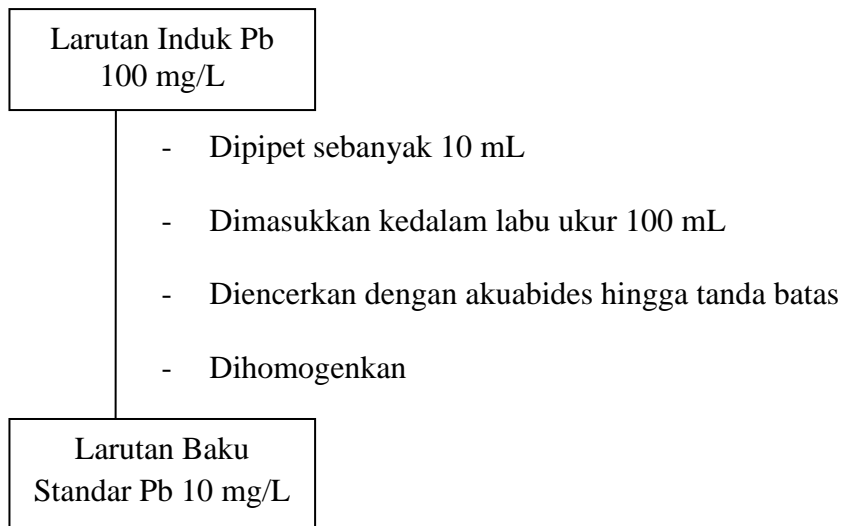 Larutan Induk Pb
100 mg/L
- Dipipet sebanyak 10 mL
- Dimasukkan kedalam labu ukur 100 mL
- Diencerkan dengan akuabides hingga tanda batas
- Dihomogenkan
Larutan Baku
Standar Pb 10 mg/L